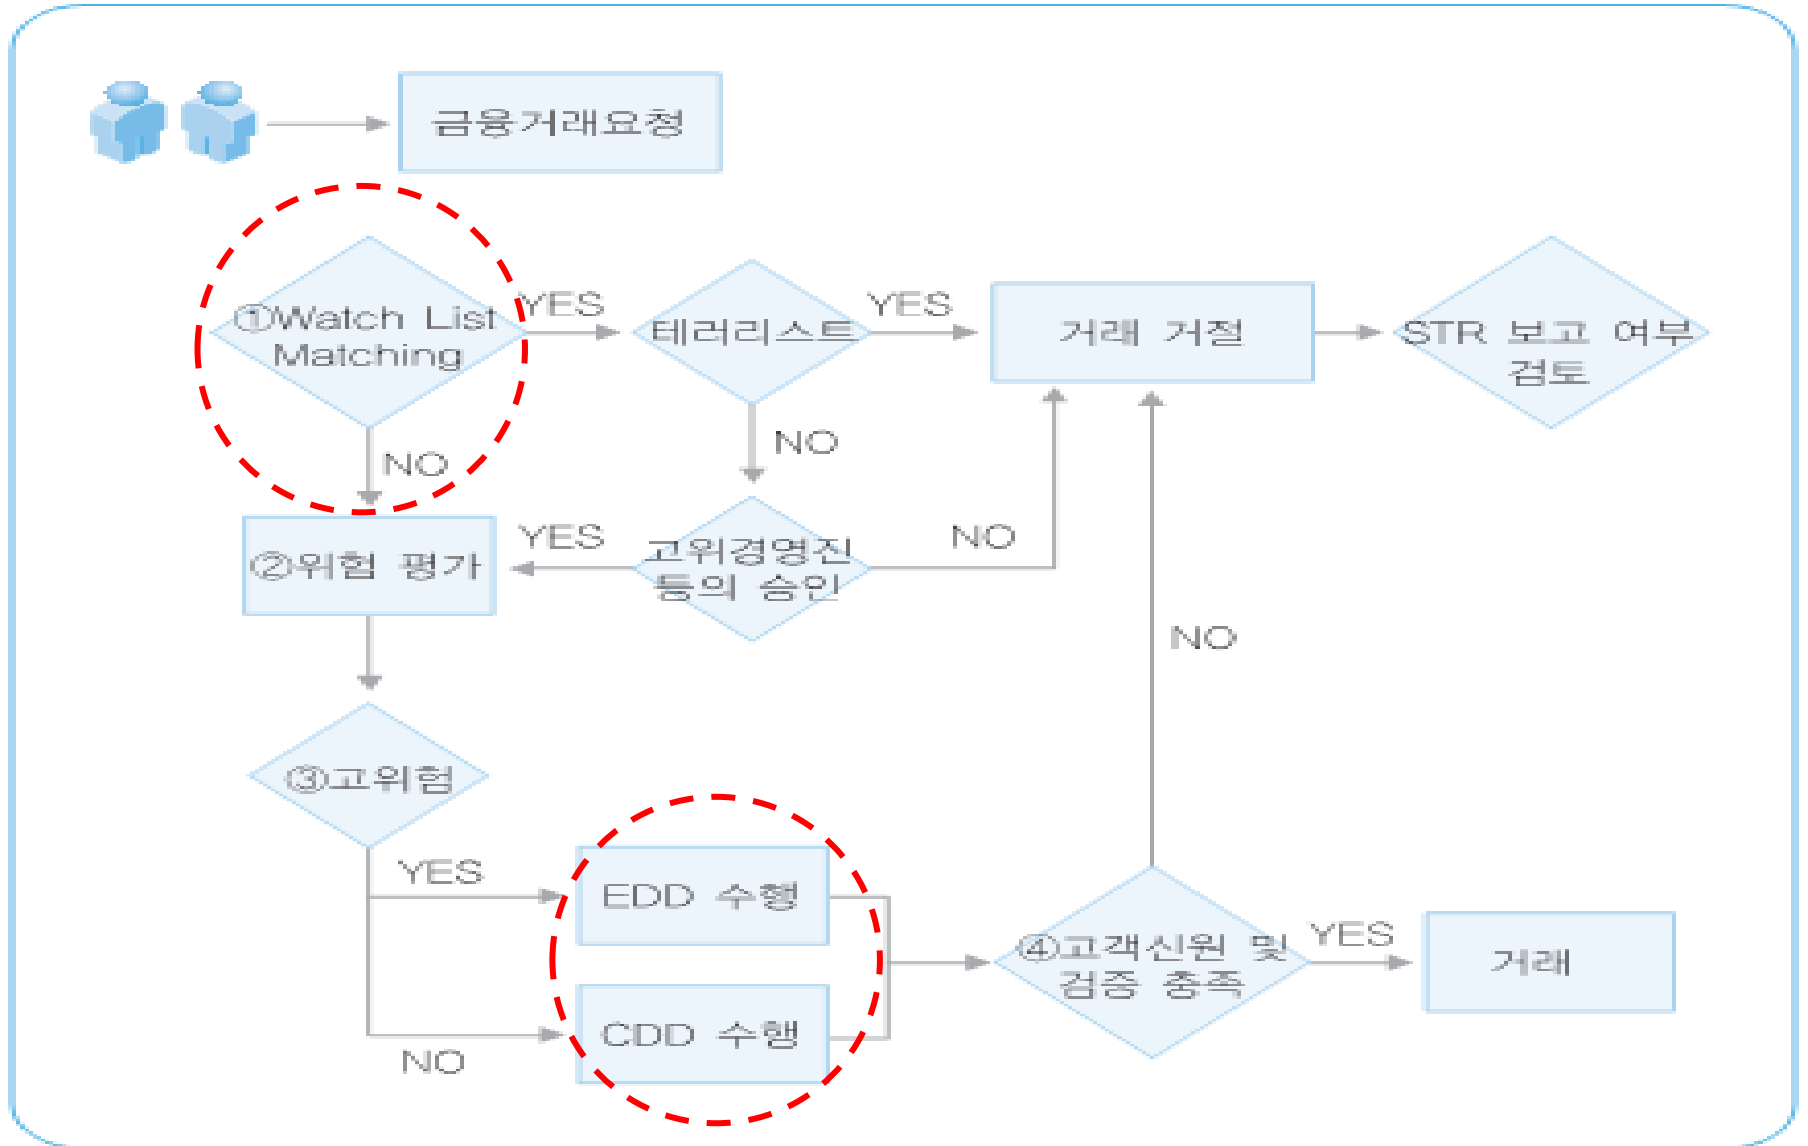 금융거래요청
①Watch List
Matching
YES
테러리스트
YES
거래 거절
STR 보고 여부
검토
NO
NO
②위험 평가
YES
고위경영진
등의 승인
NO
NO
③고위험
YES
EDD 수행
NO
CDD 수행
④고객신원 및
검증 충족
YES
거래